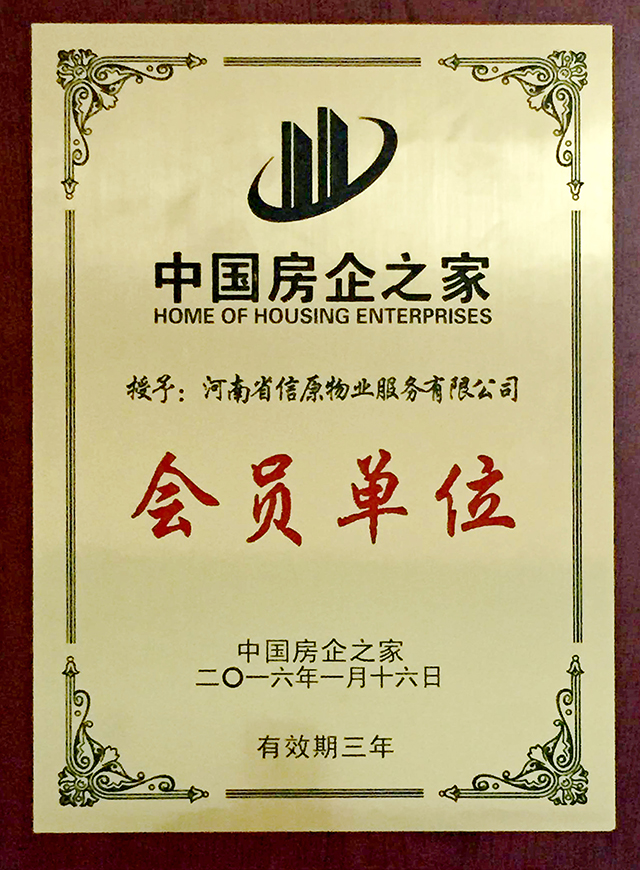 中国房企之家
HOME OF HOUSING ENTERPRISES
授予：河南省信原物业服务有限公司
会员单位
中国房企之家
二〇一六年一月十六日
有效期三年